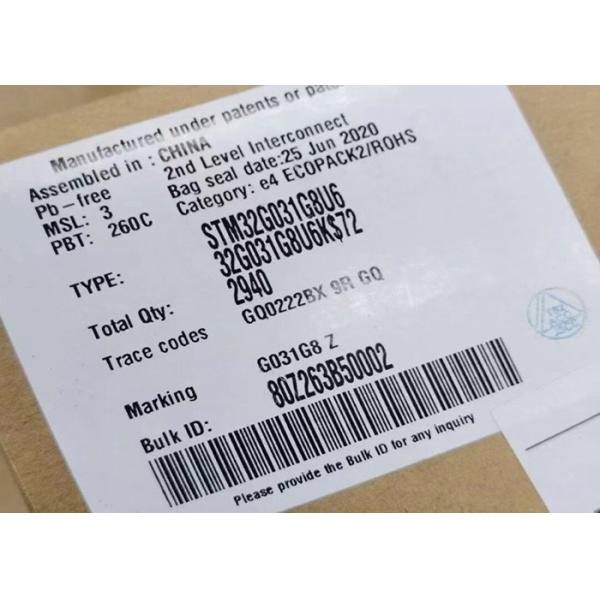 Manufactured under patents or
Assembled in : CHINA
Pb-free 2nd Level Interconnect
MSL: 3 Bag seal date:25 Jun 2020
PBT: 260C Category: e4 ECOPACK2/ROHS
TYPE: STM32G031G8U6
32G031G8U6K$72
Total Qty: 2940
Trace codes GQ0222BX 9R GQ
Marking G031G8 Z
Bulk ID: 80Z263B50002
Please provide the Bulk ID for any inquiry